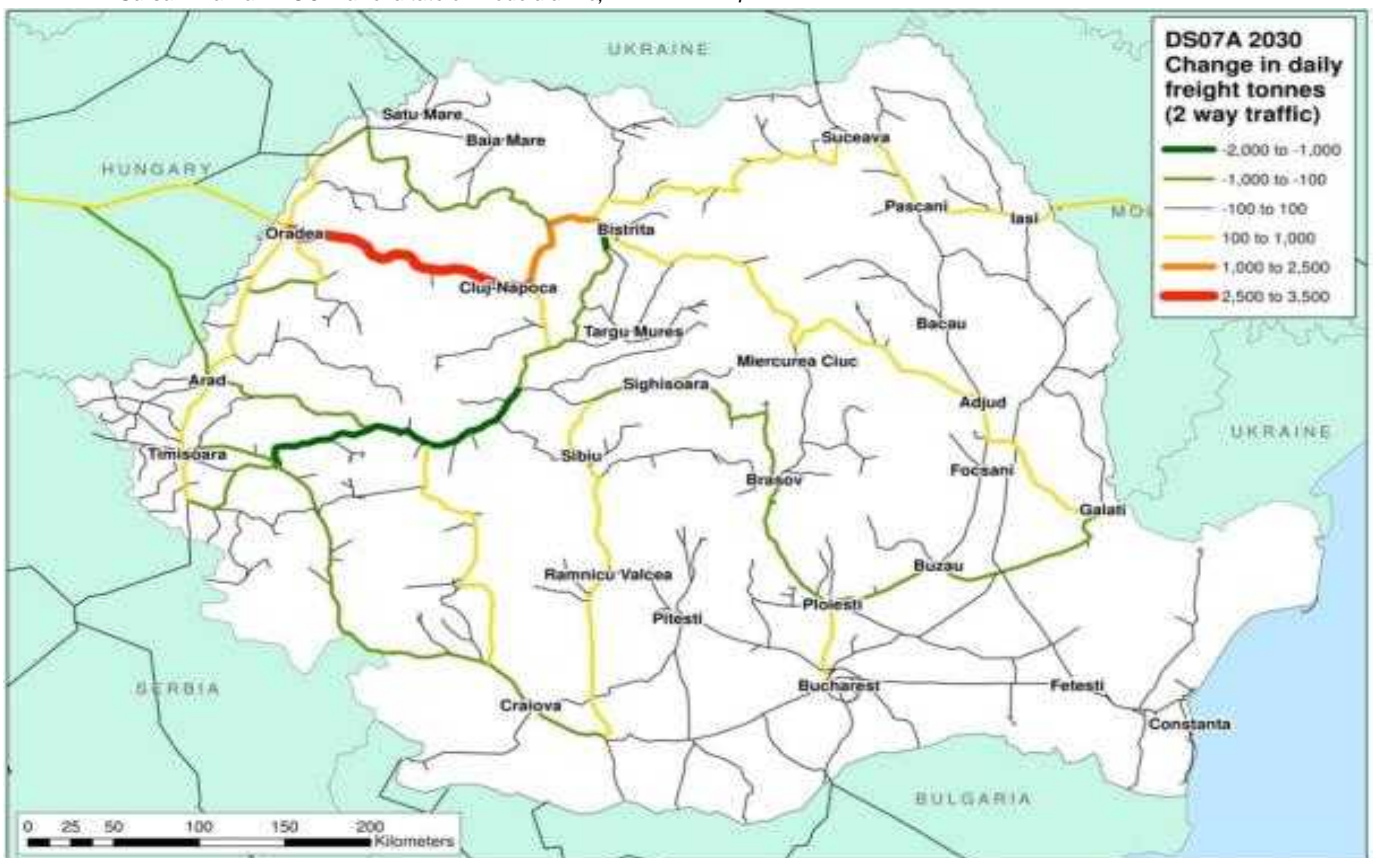 UKRAINE
DS07A 2030
Change in daily
freight tonnes
(2 way traffic)
-2,000 to -1,000
-1,000 to -100
-100 to 100
100 to 1,000
1,000 to 2,500
2,500 to 3,500
Satu Mare
Baia Mare
Suceava
HUNGARY
Pascani
Iasi
Oradea
Bistrita
Cluj-Napoca
Targu Mures
Bacau
Miercurea Ciuc
Arad
Sighisoara
Adjud
UKRAINE
Timisoara
Sibiu
Focsani
Brasov
Galati
Buzau
Ramnicu Valcea
Ploiesti
Pitesti
SERBIA
Bucharest
Fetesti
Craiova
Constanta
BULGARIA
0 25 50 100 150 200
Kilometers